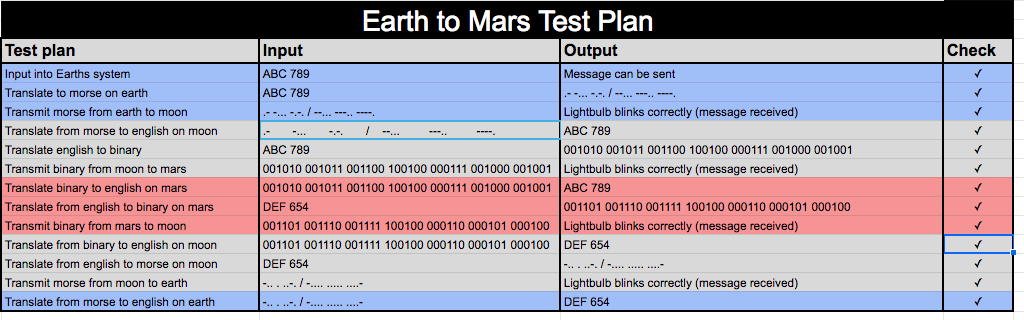 Earth to Mars Test Plan
Test plan Input Output Check
Input into Earths system ABC 789 Message can be sent ✓
Translate to morse on earth ABC 789 .- -... -.-. / --... ---.. ----. ✓
Transmit morse from earth to moon .- -... -.-. / --... ---.. ----. Lightbulb blinks correctly (message received) ✓
Translate from morse to english on moon .- -... -.-. / --... ---.. ----. ABC 789 ✓
Translate english to binary ABC 789 001010 001011 001100 100100 000111 001000 001001 ✓
Transmit binary from moon to mars 001010 001011 001100 100100 000111 001000 001001 Lightbulb blinks correctly (message received) ✓
Translate binary to english on mars 001010 001011 001100 100100 000111 001000 001001 ABC 789 ✓
Translate from english to binary on mars DEF 654 001101 001110 001111 100100 000110 000101 000100 ✓
Transmit binary from mars to moon 001101 001110 001111 100100 000110 000101 000100 Lightbulb blinks correctly (message received) ✓
Translate from binary to english on moon 001101 001110 001111 100100 000110 000101 000100 DEF 654 ✓
Translate from english to morse on moon DEF 654 -.. . ..-. / -.... ..... ....- ✓
Transmit morse from moon to earth -.. . ..-. / -.... ..... ....- Lightbulb blinks correctly (message received) ✓
Translate from morse to english on earth -.. . ..-. / -.... ..... ....- DEF 654 ✓